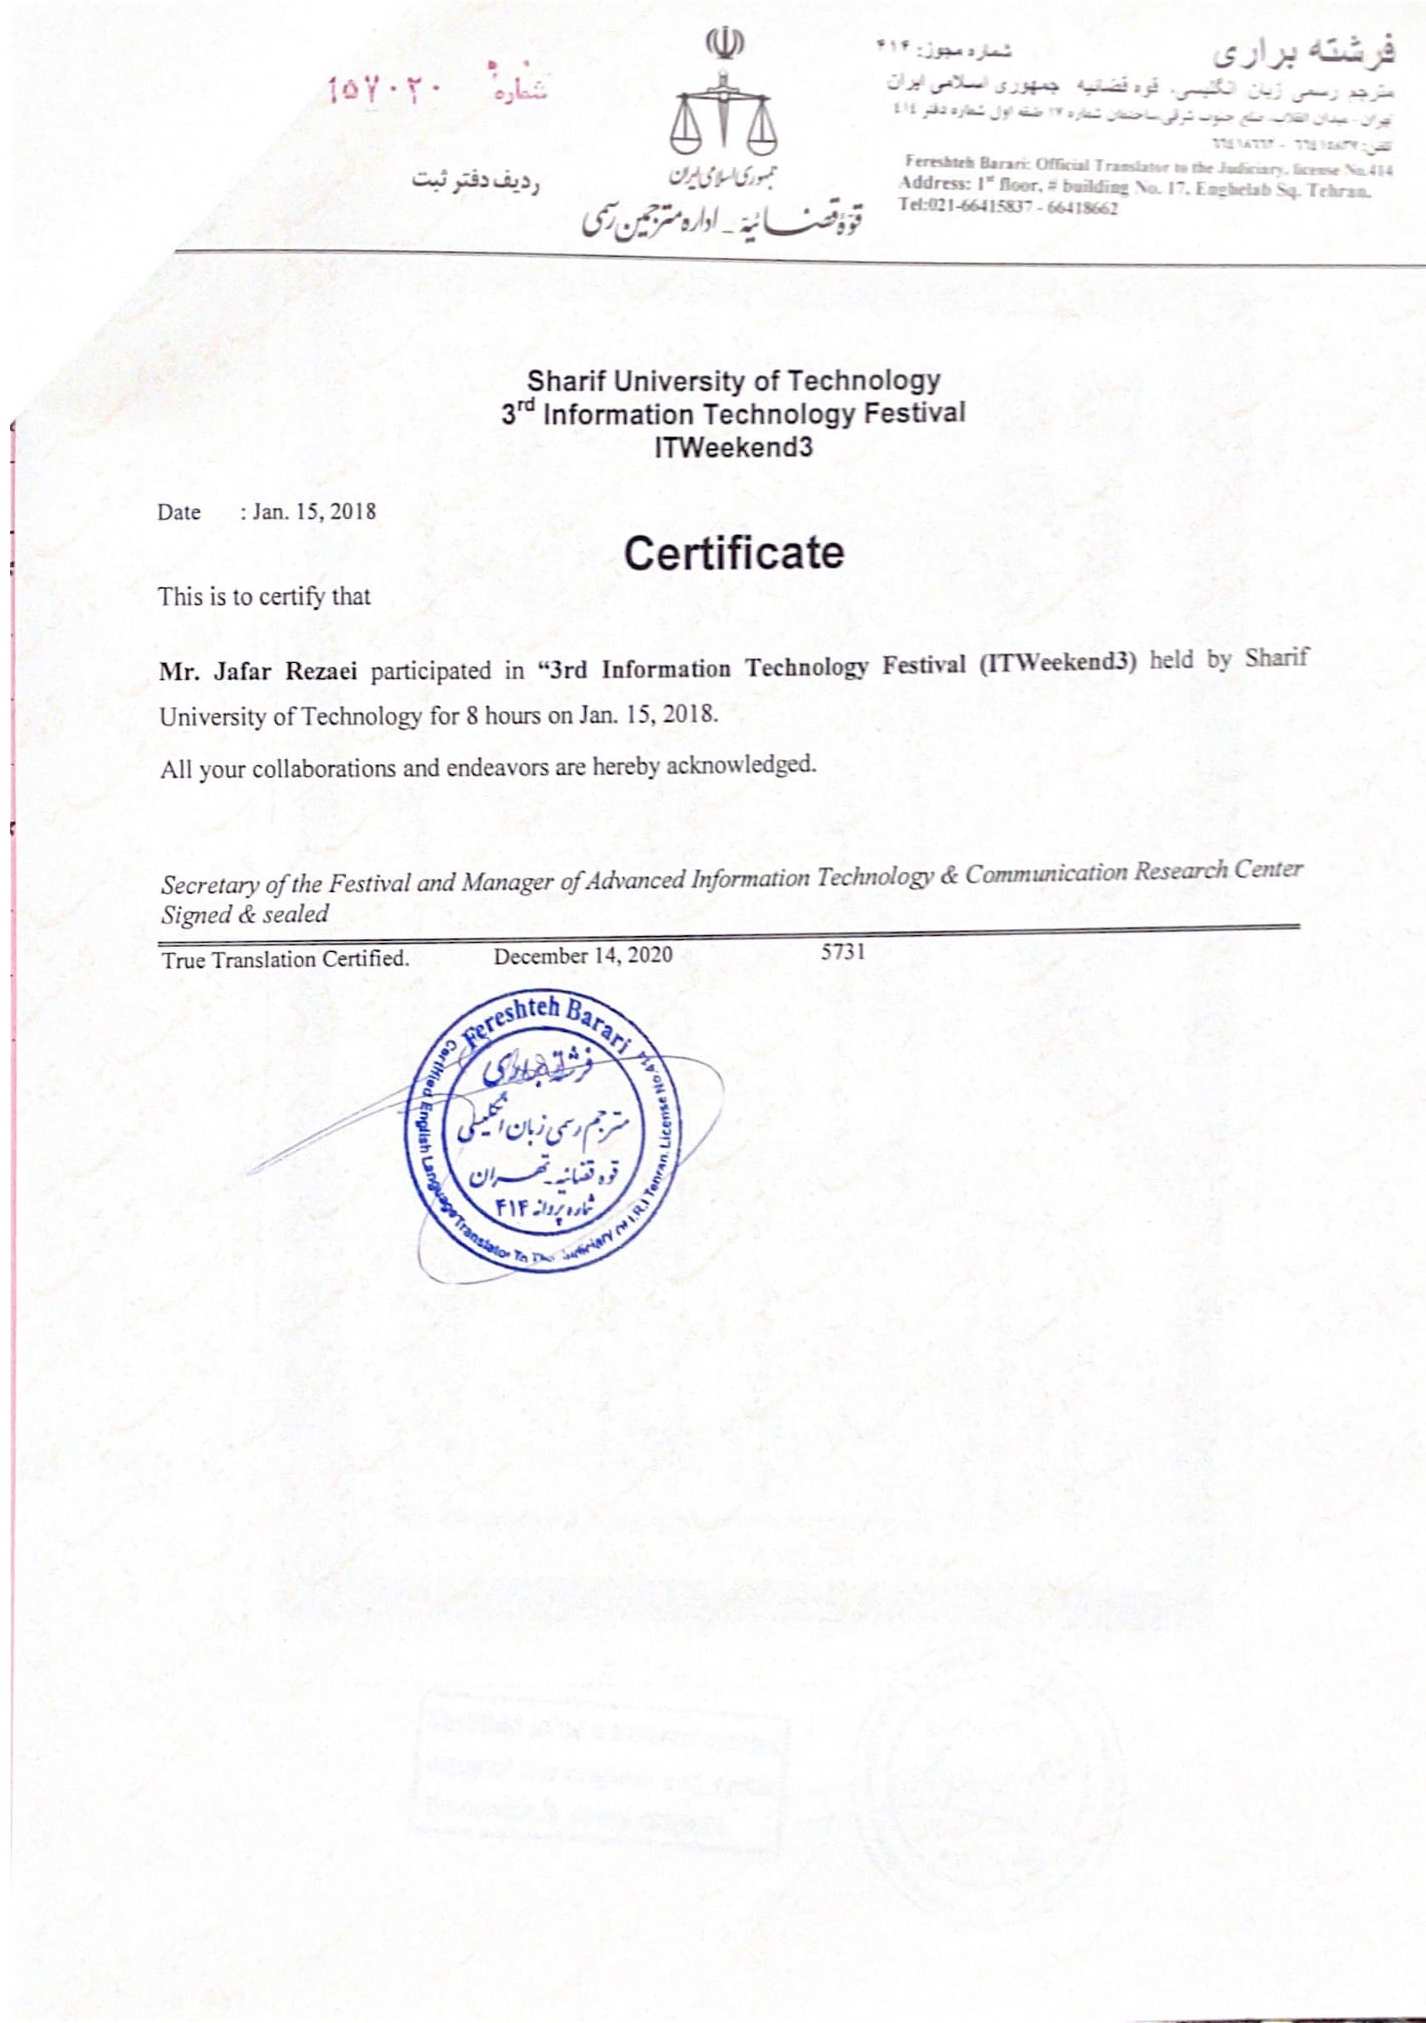 شماره ۱۵۷۰۲۰
ردیف دفتر ثبت
جمهوری اسلامی ایران
قوّۀ قضائیّه - اداره مترجمین رسمی
فرشته براری شماره مجوز: ۴۱۴
مترجم رسمی زبان انگلیسی، قوه قضائیه جمهوری اسلامی ایران
تهران- میدان انقلاب، ضلع جنوب شرقی،ساختمان شماره ۱۷ طبقه اول شماره دفتر ٤١٤
تلفن: ٦٦٤١٥٨٣٧ - ٦٦٤١٨٦٦٢
Fereshteh Barari: Official Translator to the Judiciary, license No.414
Address: 1st floor, # building No. 17, Enghelab Sq. Tehran.
Tel:021-66415837 - 66418662
Sharif University of Technology
3rd Information Technology Festival
ITWeekend3
Date : Jan. 15, 2018
Certificate
This is to certify that
Mr. Jafar Rezaei participated in “3rd Information Technology Festival (ITWeekend3) held by Sharif
University of Technology for 8 hours on Jan. 15, 2018.
All your collaborations and endeavors are hereby acknowledged.
Secretary of the Festival and Manager of Advanced Information Technology & Communication Research Center
Signed & sealed
True Translation Certified. December 14, 2020 5731
Fereshteh Barari
Certified English Language Translator To The Judiciary Of I.R.I Tehran. License No.414
فرشته براری
مترجم رسمی زبان انگلیسی
قوه قضائیه - تهران
شماره پروانه ۴۱۴